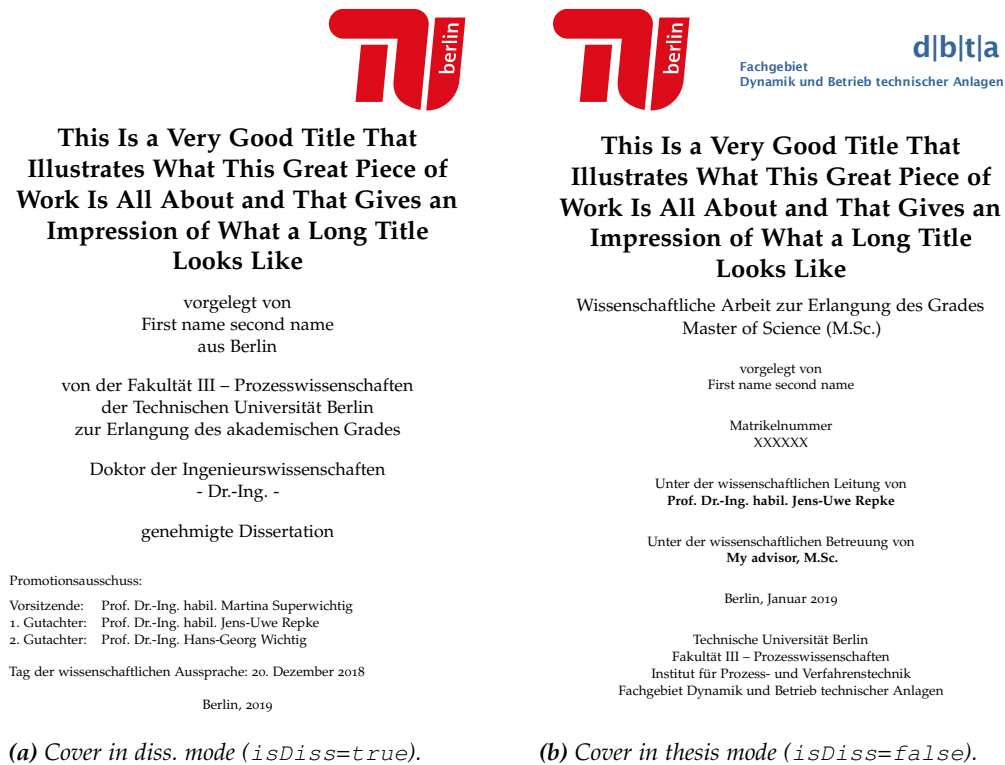 berlin
This Is a Very Good Title That
Illustrates What This Great Piece of
Work Is All About and That Gives an
Impression of What a Long Title
Looks Like
vorgelegt von
First name second name
aus Berlin
von der Fakultät III – Prozesswissenschaften
der Technischen Universität Berlin
zur Erlangung des akademischen Grades
Doktor der Ingenieurswissenschaften
- Dr.-Ing. -
genehmigte Dissertation
Promotionsausschuss:
Vorsitzende: Prof. Dr.-Ing. habil. Martina Superwichtig
1. Gutachter: Prof. Dr.-Ing. habil. Jens-Uwe Repke
2. Gutachter: Prof. Dr.-Ing. Hans-Georg Wichtig
Tag der wissenschaftlichen Aussprache: 20. Dezember 2018
Berlin, 2019
(a) Cover in diss. mode (isDiss=true).
berlin
d|b|t|a
Fachgebiet
Dynamik und Betrieb technischer Anlagen
This Is a Very Good Title That
Illustrates What This Great Piece of
Work Is All About and That Gives an
Impression of What a Long Title
Looks Like
Wissenschaftliche Arbeit zur Erlangung des Grades
Master of Science (M.Sc.)
vorgelegt von
First name second name
Matrikelnummer
XXXXXX
Unter der wissenschaftlichen Leitung von
Prof. Dr.-Ing. habil. Jens-Uwe Repke
Unter der wissenschaftlichen Betreuung von
My advisor, M.Sc.
Berlin, Januar 2019
Technische Universität Berlin
Fakultät III – Prozesswissenschaften
Institut für Prozess- und Verfahrenstechnik
Fachgebiet Dynamik und Betrieb technischer Anlagen
(b) Cover in thesis mode (isDiss=false).